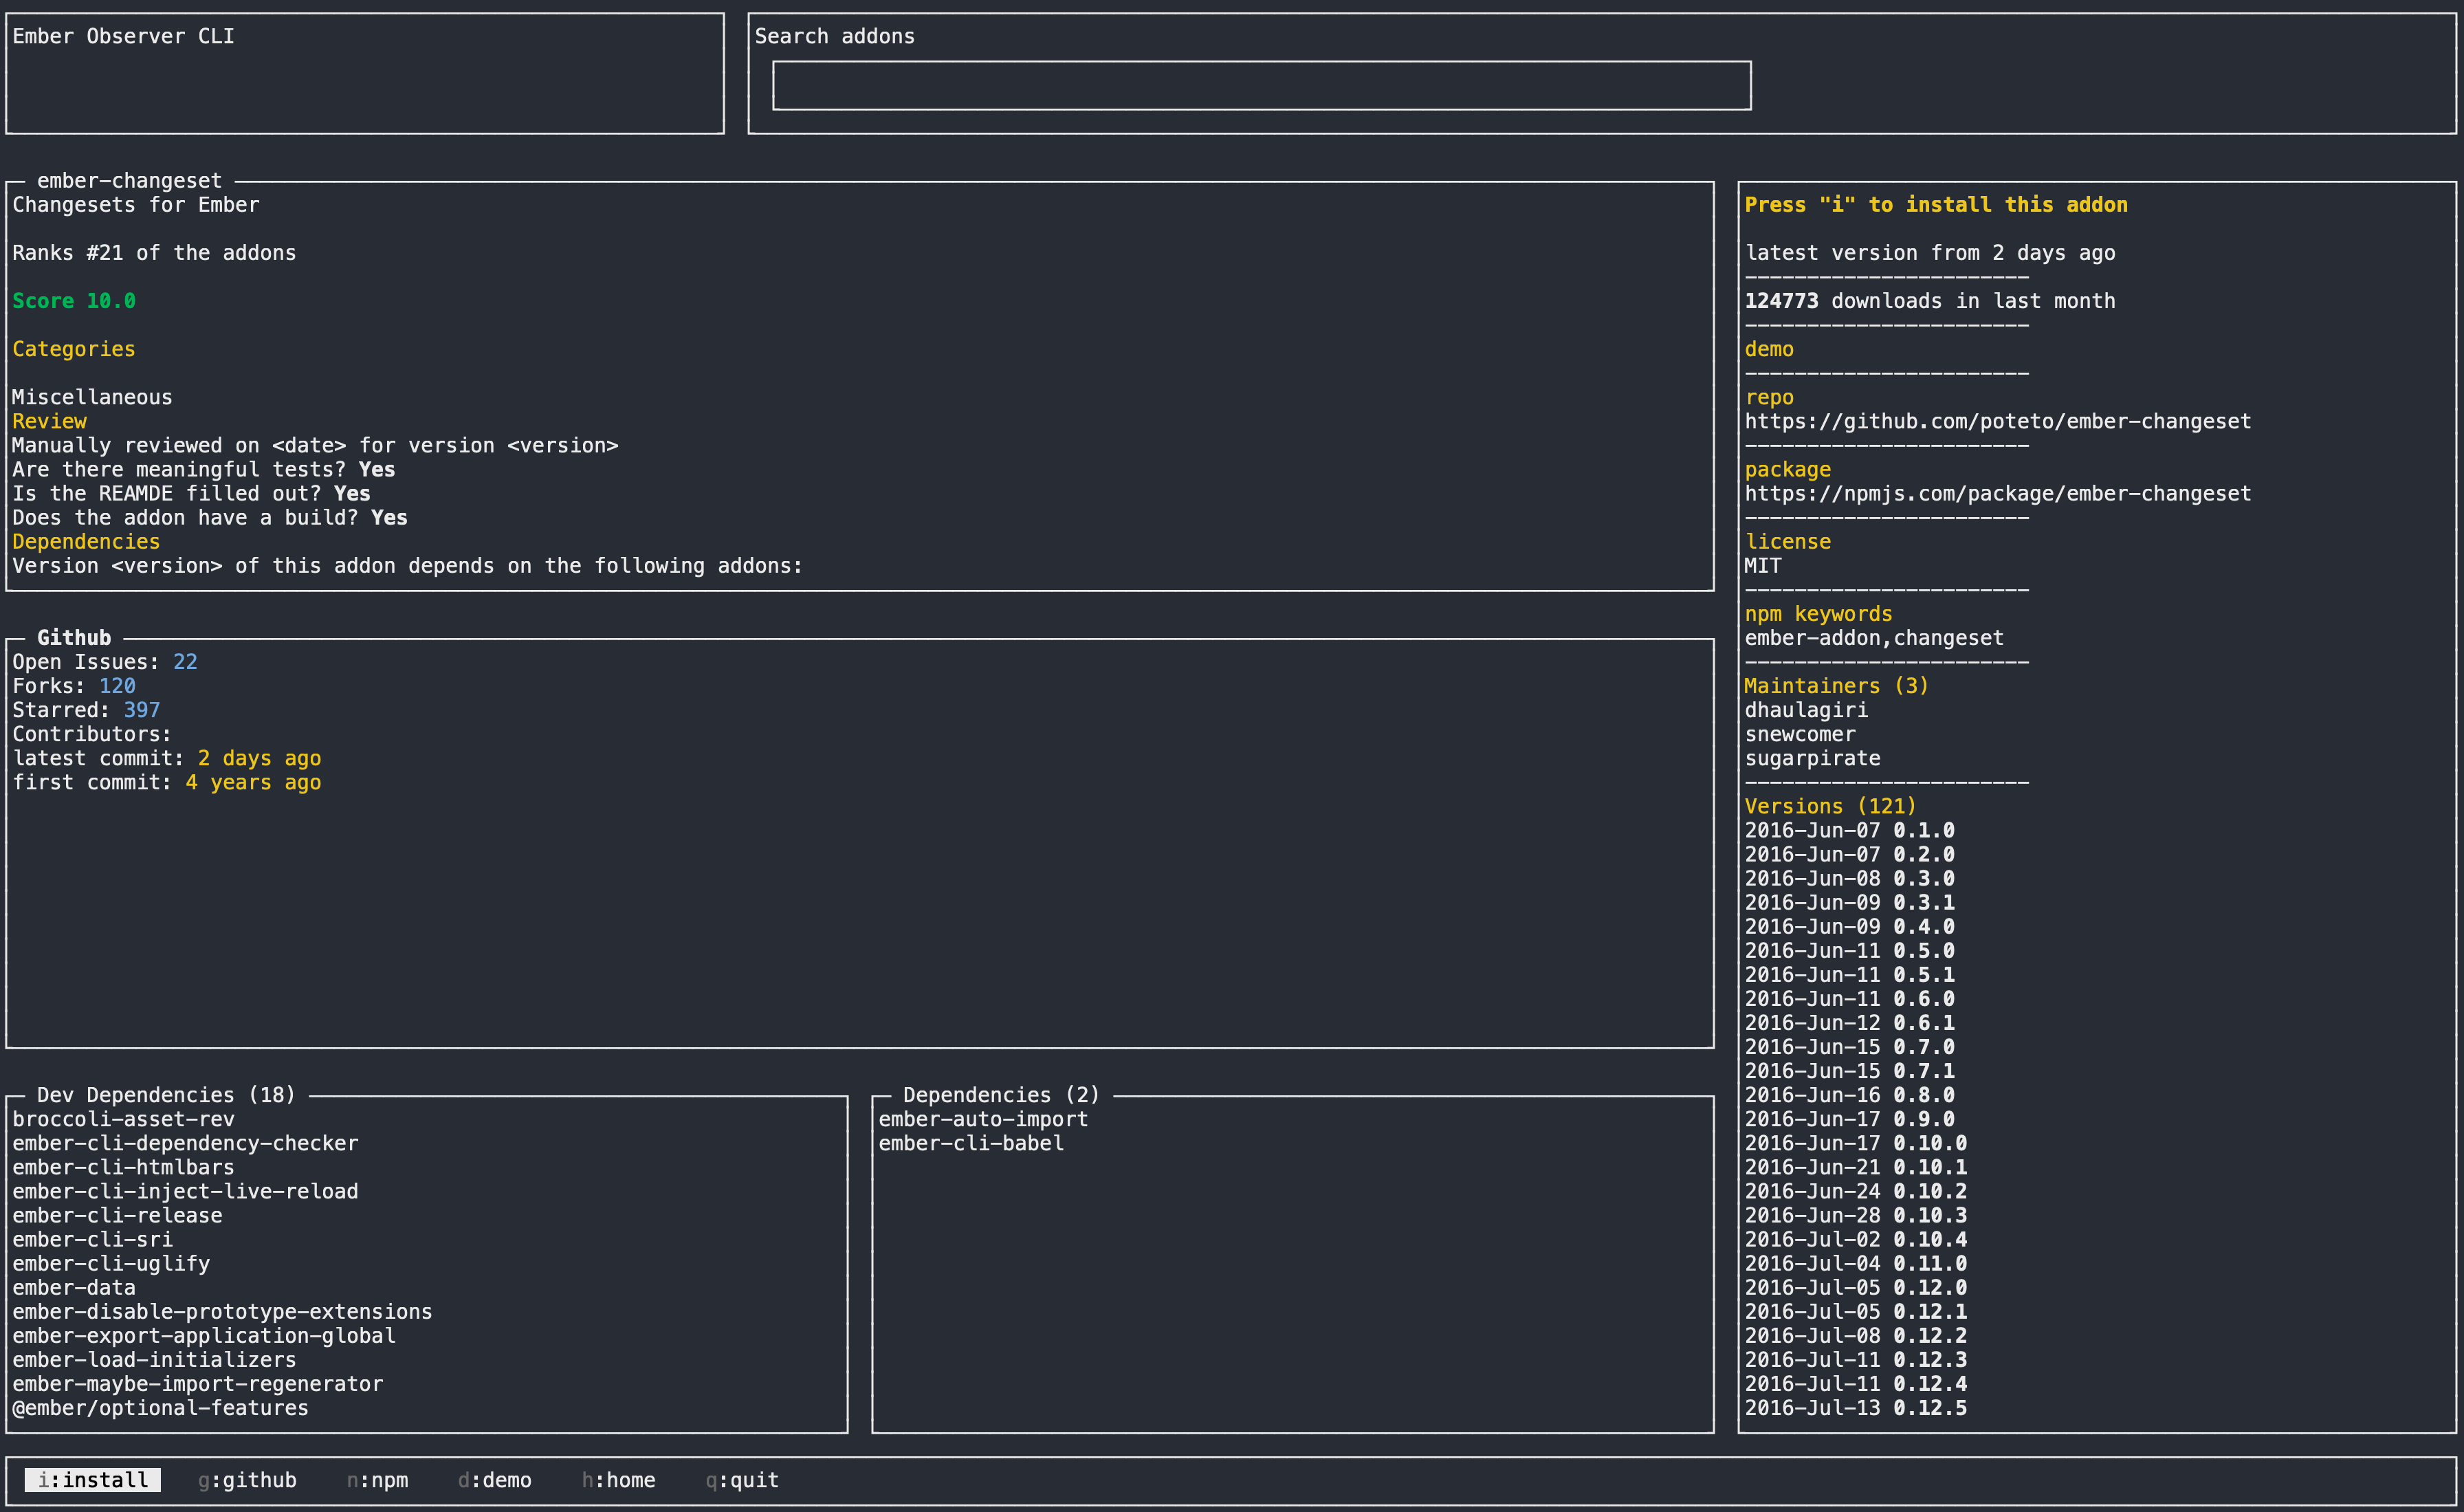 Ember Observer CLI
Search addons
ember-changeset
Changesets for Ember
Ranks #21 of the addons
Score 10.0
Categories
Miscellaneous
Review
Manually reviewed on <date> for version <version>
Are there meaningful tests? Yes
Is the REAMDE filled out? Yes
Does the addon have a build? Yes
Dependencies
Version <version> of this addon depends on the following addons:
Github
Open Issues: 22
Forks: 120
Starred: 397
Contributors:
latest commit: 2 days ago
first commit: 4 years ago
Dev Dependencies (18)
broccoli-asset-rev
ember-cli-dependency-checker
ember-cli-htmlbars
ember-cli-inject-live-reload
ember-cli-release
ember-cli-sri
ember-cli-uglify
ember-data
ember-disable-prototype-extensions
ember-export-application-global
ember-load-initializers
ember-maybe-import-regenerator
@ember/optional-features
Dependencies (2)
ember-auto-import
ember-cli-babel
Press "i" to install this addon
latest version from 2 days ago
-----------------------
124773 downloads in last month
-----------------------
demo
-----------------------
repo
https://github.com/poteto/ember-changeset
-----------------------
package
https://npmjs.com/package/ember-changeset
-----------------------
license
MIT
-----------------------
npm keywords
ember-addon,changeset
-----------------------
Maintainers (3)
dhaulagiri
snewcomer
sugarpirate
-----------------------
Versions (121)
2016-Jun-07 0.1.0
2016-Jun-07 0.2.0
2016-Jun-08 0.3.0
2016-Jun-09 0.3.1
2016-Jun-09 0.4.0
2016-Jun-11 0.5.0
2016-Jun-11 0.5.1
2016-Jun-11 0.6.0
2016-Jun-12 0.6.1
2016-Jun-15 0.7.0
2016-Jun-15 0.7.1
2016-Jun-16 0.8.0
2016-Jun-17 0.9.0
2016-Jun-17 0.10.0
2016-Jun-21 0.10.1
2016-Jun-24 0.10.2
2016-Jun-28 0.10.3
2016-Jul-02 0.10.4
2016-Jul-04 0.11.0
2016-Jul-05 0.12.0
2016-Jul-05 0.12.1
2016-Jul-08 0.12.2
2016-Jul-11 0.12.3
2016-Jul-11 0.12.4
2016-Jul-13 0.12.5
i:install g:github n:npm d:demo h:home q:quit